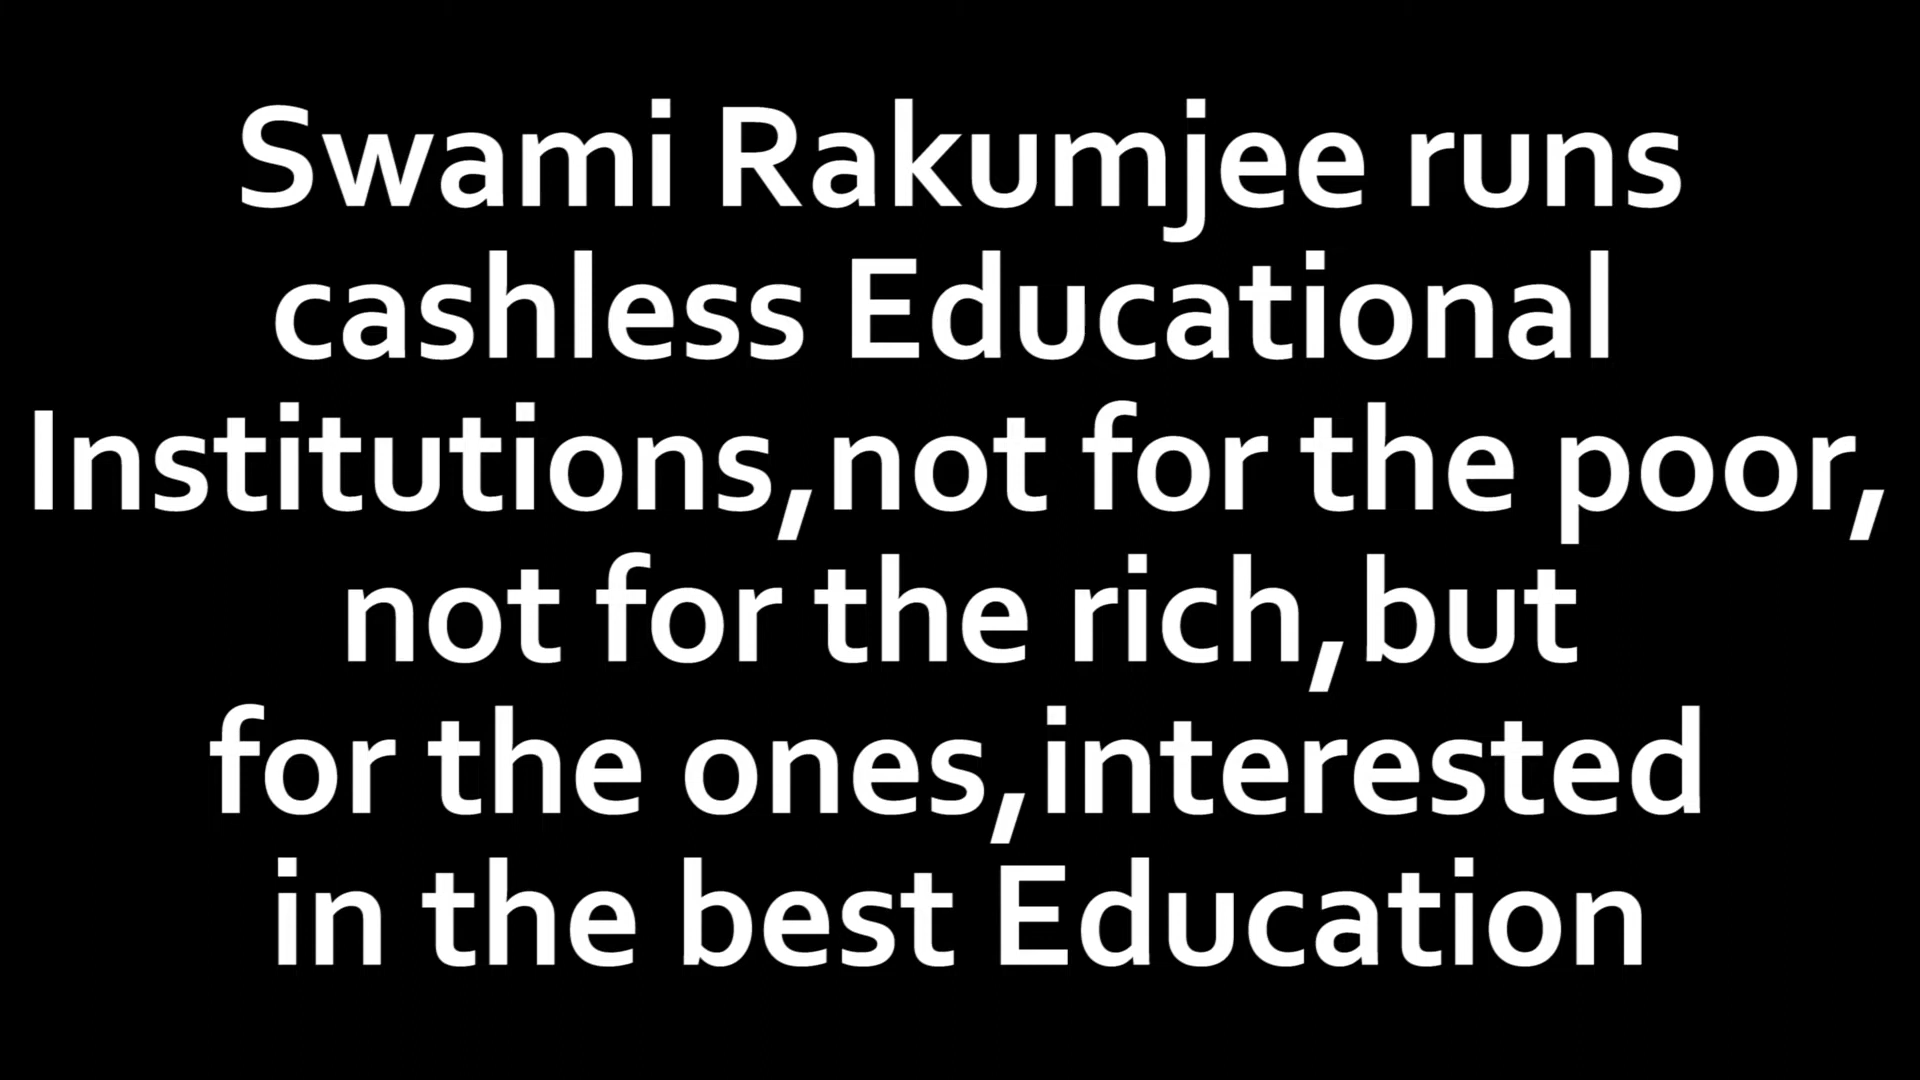 Swami Rakumjee runs
cashless Educational
Institutions,not for the poor,
not for the rich,but
for the ones,interested
in the best Education